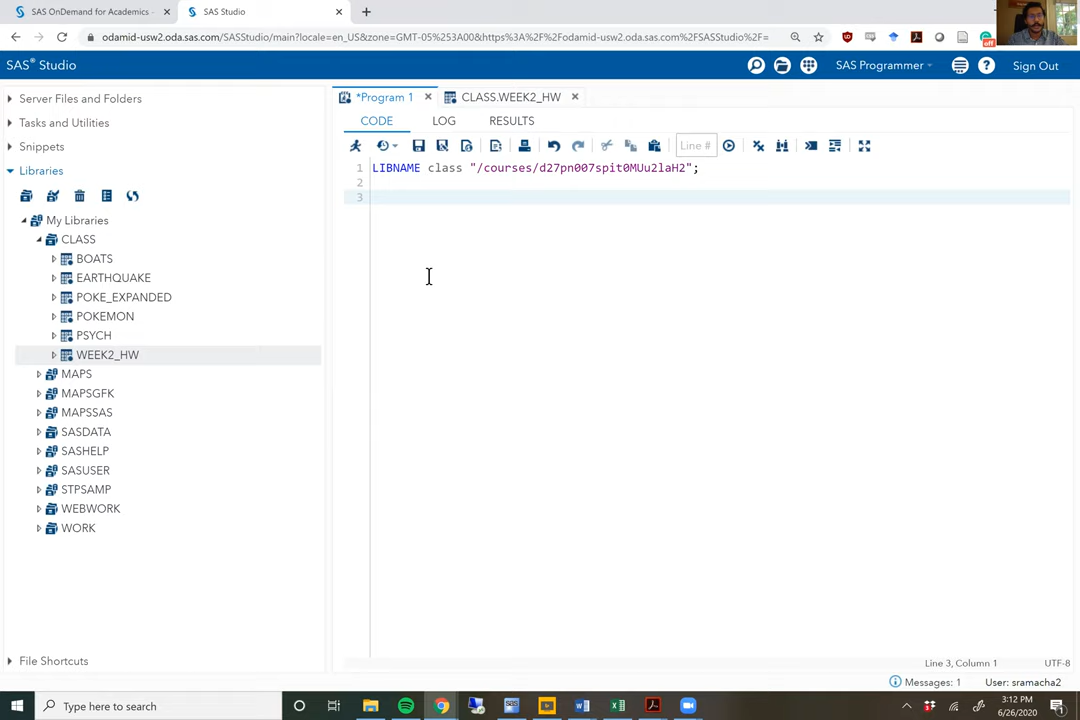 SAS OnDemand for Academics -
SAS Studio
odamid-usw2.oda.sas.com/SASStudio/main?locale=en_US&zone=GMT-05%253A00&https%3A%2F%2Fodamid-usw2.oda.sas.com%2FSASStudio%2F=
SAS® Studio
SAS Programmer
Sign Out
Server Files and Folders
Tasks and Utilities
Snippets
Libraries
My Libraries
CLASS
BOATS
EARTHQUAKE
POKE_EXPANDED
POKEMON
PSYCH
WEEK2_HW
MAPS
MAPSGFK
MAPSSAS
SASDATA
SASHELP
SASUSER
STPSAMP
WEBWORK
WORK
File Shortcuts
*Program 1
CLASS.WEEK2_HW
CODE
LOG
RESULTS
Line #
1 LIBNAME class "/courses/d27pn007spit0MUu2laH2";
2
3
Line 3, Column 1
UTF-8
Messages: 1
User: sramacha2
Type here to search
3:12 PM
6/26/2020